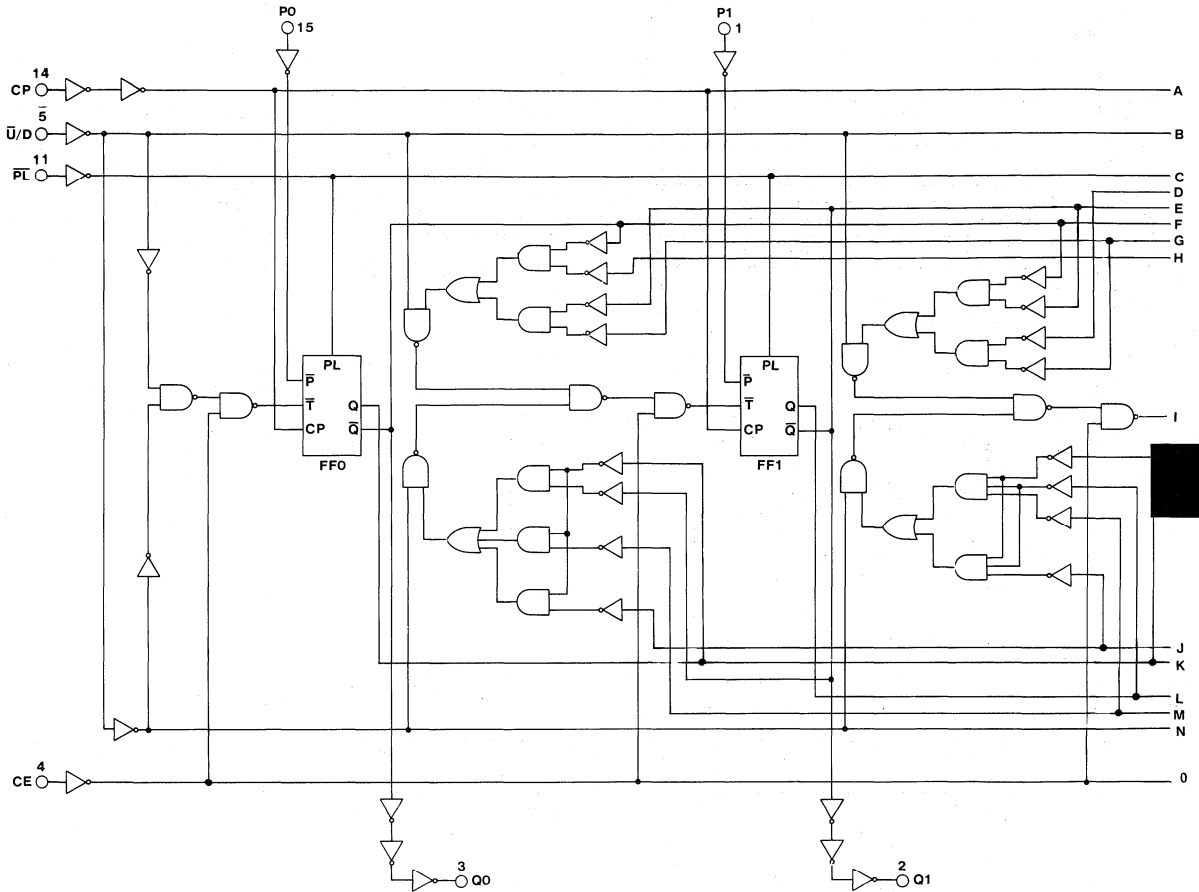 P0
15
P1
1
14
CP
A
5
U̅/D
B
11
P̅L̅
C
D
E
F
G
H
PL
P̅
T̅
Q
CP
Q̅
FF0
PL
P̅
T̅
Q
CP
Q̅
FF1
I
J
K
L
M
N
4
CE
0
3
Q0
2
Q1